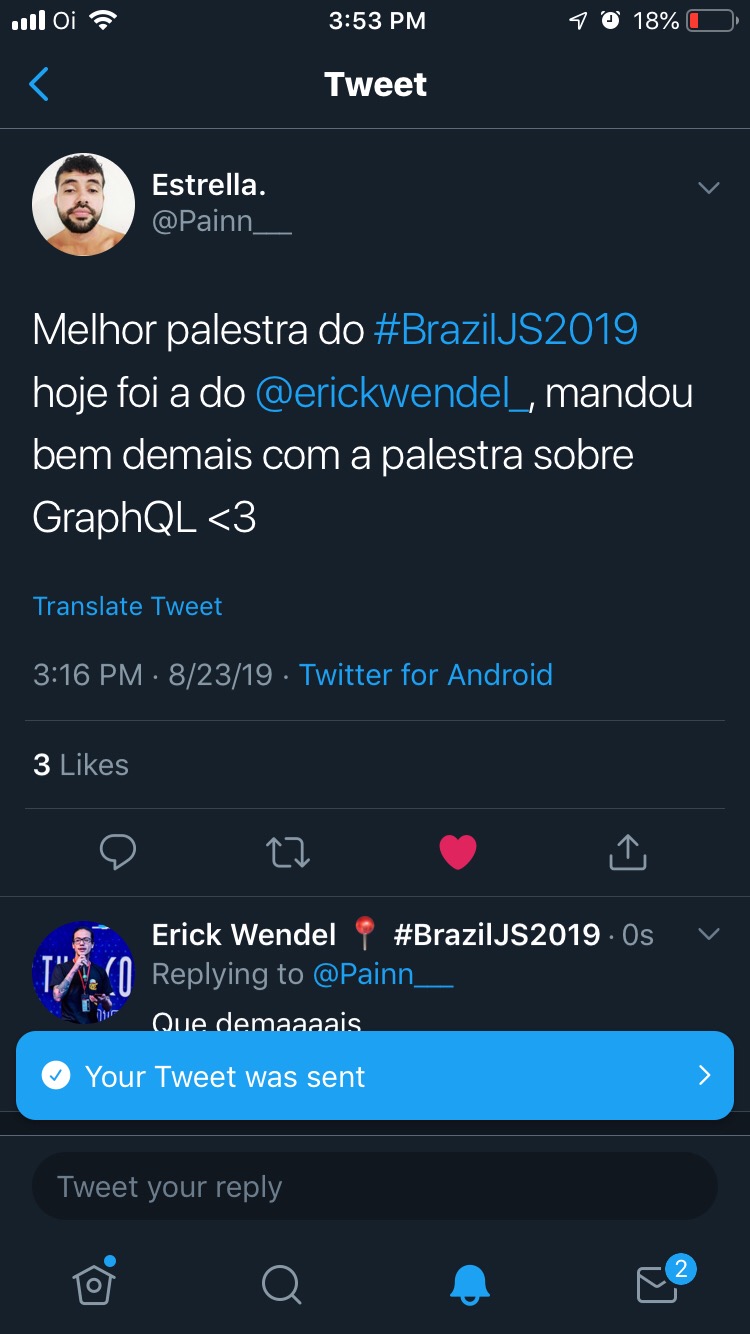 Oi 3:53 PM 18%
Tweet
Estrella.
@Painn___
Melhor palestra do #BrazilJS2019
hoje foi a do @erickwendel_, mandou
bem demais com a palestra sobre
GraphQL <3
Translate Tweet
3:16 PM · 8/23/19 · Twitter for Android
3 Likes
Erick Wendel 📍 #BrazilJS2019 · 0s
Replying to @Painn___
Que demaaaais
Your Tweet was sent
Tweet your reply
2